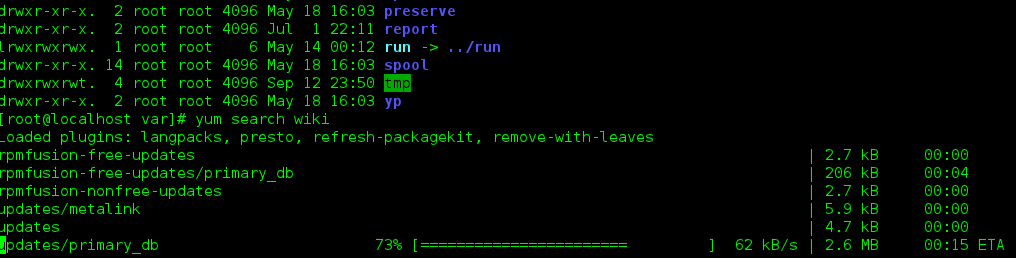 drwxr-xr-x. 2 root root 4096 May 18 16:03 preserve
drwxr-xr-x. 2 root root 4096 Jul 1 22:11 report
lrwxrwxrwx. 1 root root 6 May 14 00:12 run -> ../run
drwxr-xr-x. 14 root root 4096 May 18 16:03 spool
drwxrwxrwt. 4 root root 4096 Sep 12 23:50 tmp
drwxr-xr-x. 2 root root 4096 May 18 16:03 yp
[root@localhost var]# yum search wiki
Loaded plugins: langpacks, presto, refresh-packagekit, remove-with-leaves
rpmfusion-free-updates | 2.7 kB 00:00
rpmfusion-free-updates/primary_db | 206 kB 00:04
rpmfusion-nonfree-updates | 2.7 kB 00:00
updates/metalink | 5.9 kB 00:00
updates | 4.7 kB 00:00
updates/primary_db 73% [======================= ] 62 kB/s | 2.6 MB 00:15 ETA